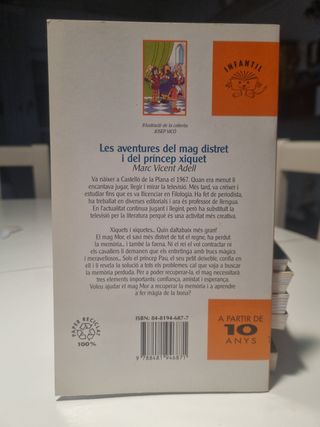 Il·lustració de la coberta:
JOSEP VICÓ
INFANTIL
Les aventures del mag distret
i del príncep xiquet
Marc Vicent Adell
Va nàixer a Castelló de la Plana el 1967. Quan era menut li
encantava jugar, llegir i mirar la televisió. Més tard, va créixer i
estudiar fins que es va llicenciar en Filologia. Ha fet de periodista,
ha treballat en diverses editorials i ara és professor de llengua.
En l'actualitat continua jugant i llegint, però ha substituït la
televisió per la literatura perquè és una activitat més creativa.
Xiquets i xiquetes... Quin daltabaix més gran!
El mag Mor, el savi més distret de tot el regne, ha perdut
la memòria... i també la faena. Ni el rei el vol contractar ni
els cavallers li demanen que els entretinga amb trucs màgics
i meravellosos... Sols el príncep Pau, el seu petit deixeble, confia en
ell i li revela la solució a tots els problemes: cal que vaja a buscar
la memòria perduda. Per a poder recuperar-la, el mag necessitarà
tres elements importants: confiança, amistat i esperança.
Voleu ajudar el mag Mor a recuperar la memòria i a aprendre
a fer màgia de la bona?
PAPER RECICLAT
100%
ISBN: 84-8194-687-7
9 788481 946871
A PARTIR DE
10
ANYS